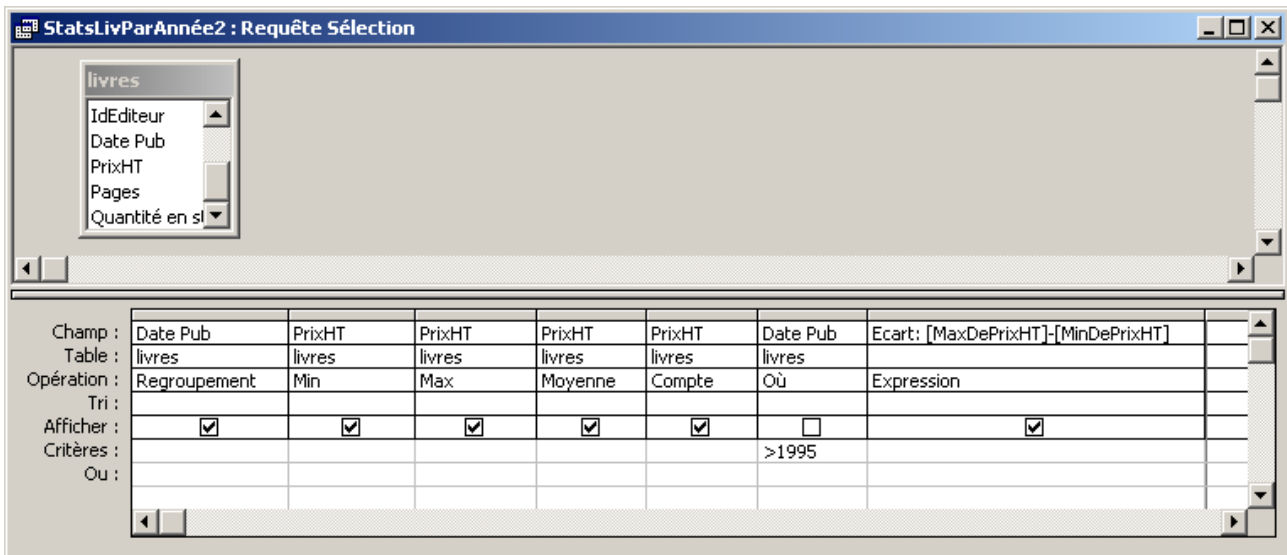 StatsLivParAnnée2 : Requête Sélection
livres
IdEditeur
Date Pub
PrixHT
Pages
Quantité en
Champ : Date Pub PrixHT PrixHT PrixHT PrixHT Date Pub Ecart: [MaxDePrixHT]-[MinDePrixHT]
Table : livres livres livres livres livres livres
Opération : Regroupement Min Max Moyenne Compte Où Expression
Tri :
Afficher :
Critères : >1995
Ou :